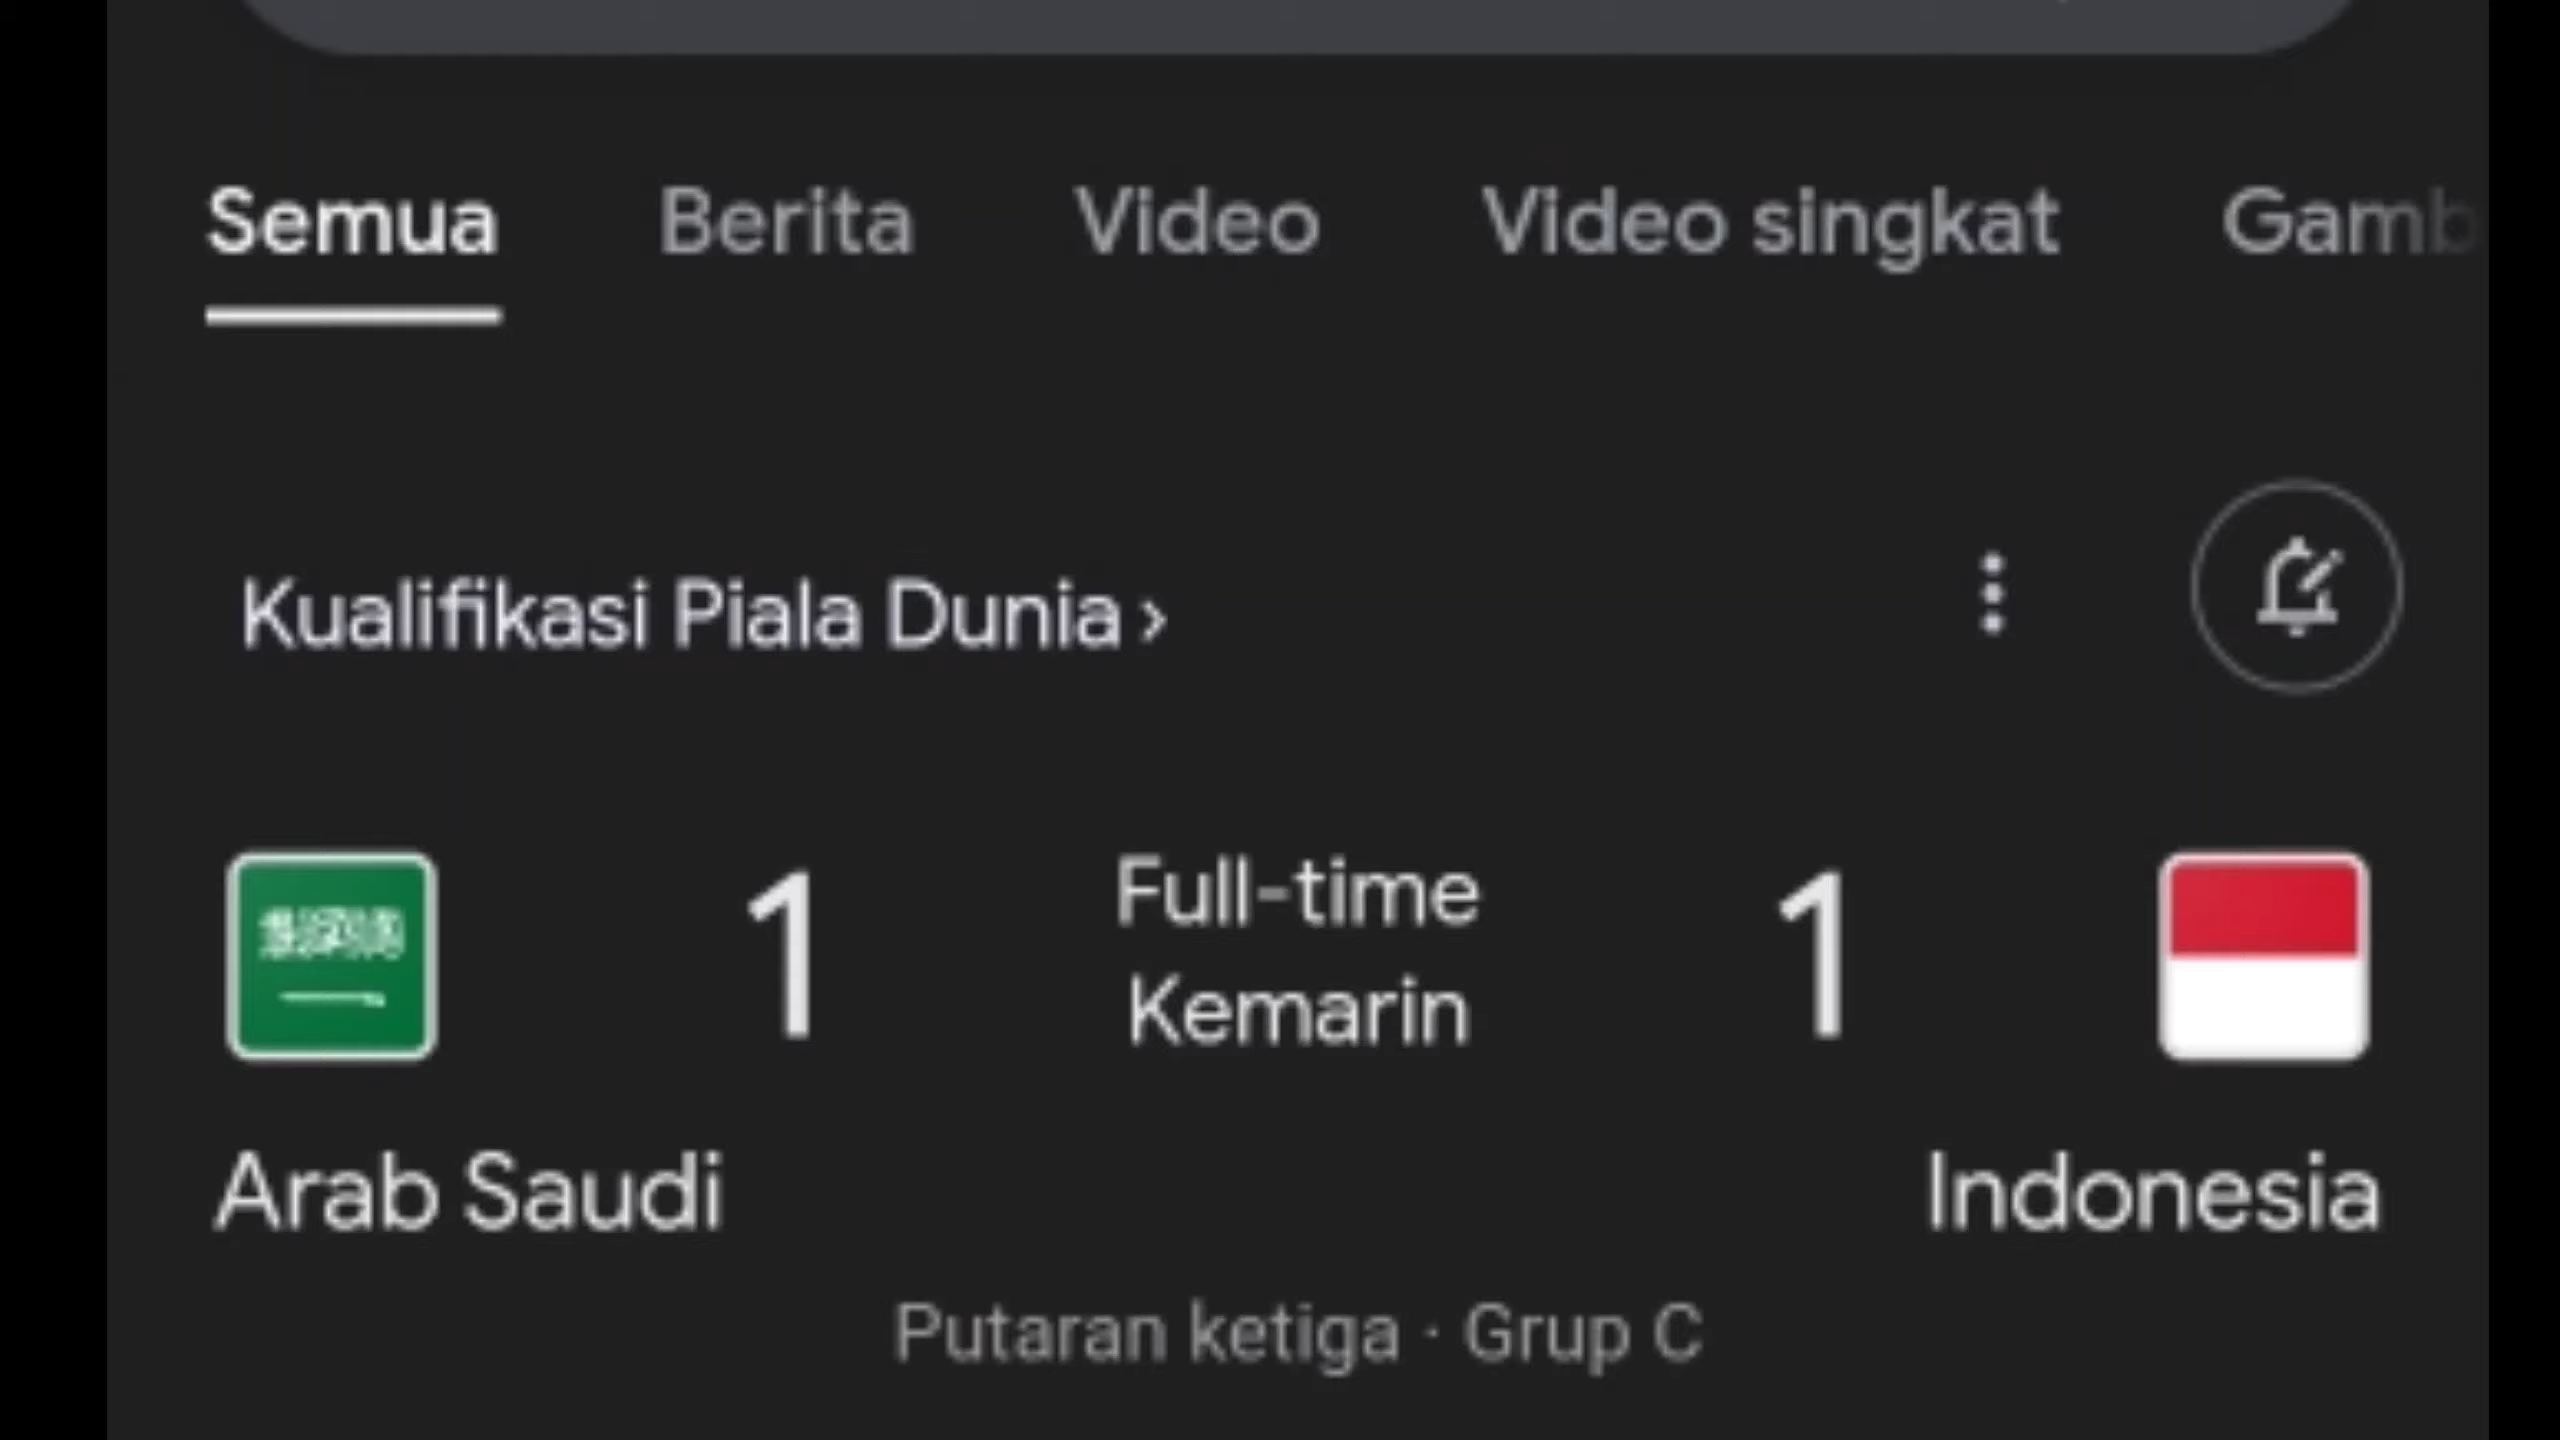 Semua Berita Video Video singkat Gamb
Kualifikasi Piala Dunia ›
1 Full-time 1
Kemarin
Arab Saudi Indonesia
Putaran ketiga · Grup C